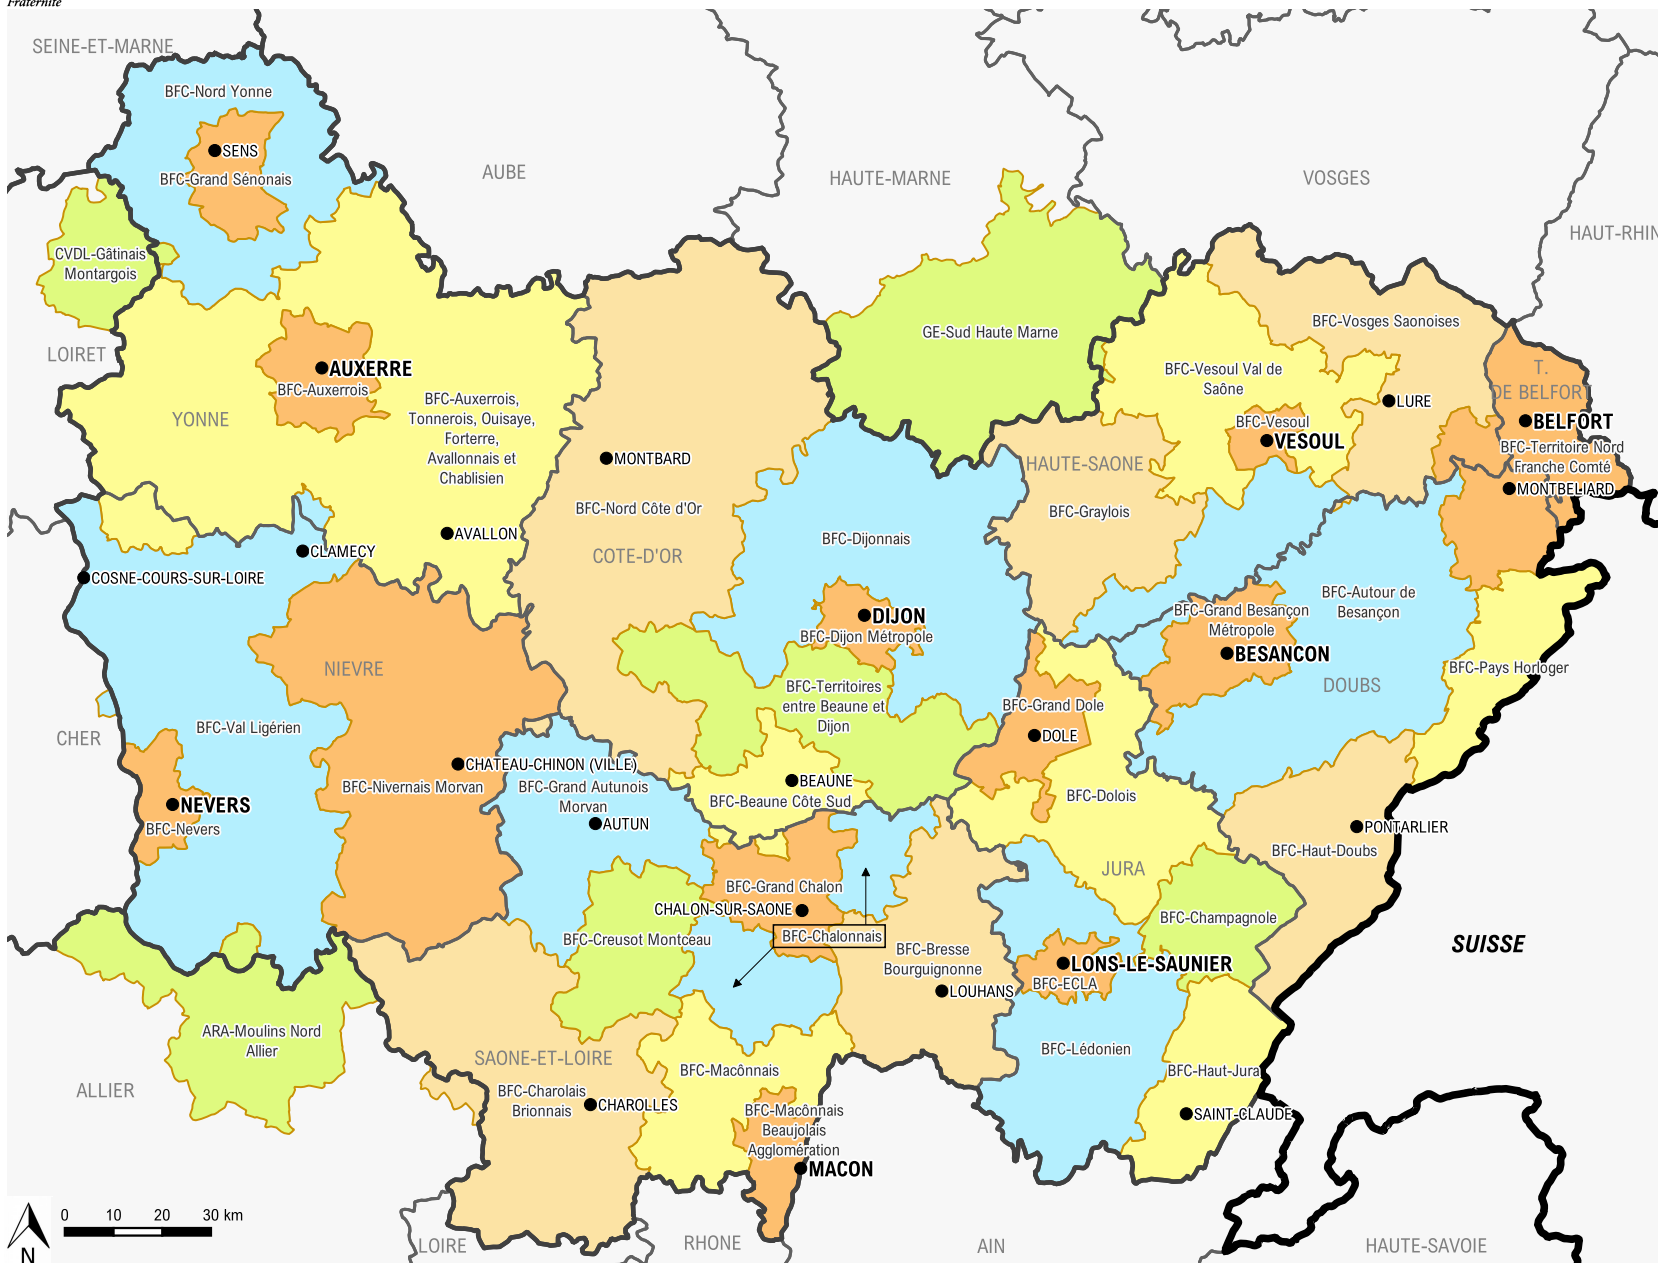 Fraternité
SEINE-ET-MARNE
BFC-Nord Yonne
SENS
BFC-Grand Sénonais
AUBE
HAUTE-MARNE
VOSGES
HAUT-RHIN
CVDL-Gâtinais
Montargois
LOIRET
GE-Sud Haute Marne
BFC-Vosges Saonoises
AUXERRE
BFC-Auxerrois
YONNE
BFC-Auxerrois,
Tonnerois, Ouisaye,
Forterre,
Avallonnais et
Chablisien
BFC-Vesoul Val de
Saône
LURE
T.
DE BELFORT
BELFORT
BFC-Vesoul
VESOUL
BFC-Territoire Nord
Franche Comté
MONTBELIARD
MONTBARD
HAUTE-SAONE
BFC-Nord Côte d'Or
BFC-Graylois
AVALLON
BFC-Dijonnais
CLAMECY
COTE-D'OR
COSNE-COURS-SUR-LOIRE
BFC-Autour de
Besançon
DIJON
BFC-Dijon Métropole
BFC-Grand Besançon
Métropole
BESANCON
NIEVRE
BFC-Pays Horloger
DOUBS
BFC-Territoires
entre Beaune et
Dijon
BFC-Grand Dole
DOLE
BFC-Val Ligérien
CHER
CHATEAU-CHINON (VILLE)
BFC-Nivernais Morvan
BFC-Grand Autunois
Morvan
AUTUN
BEAUNE
BFC-Beaune Côte Sud
BFC-Dolois
NEVERS
BFC-Nevers
PONTARLIER
BFC-Haut-Doubs
JURA
BFC-Grand Chalon
CHALON-SUR-SAONE
BFC-Chalonnais
BFC-Creusot Montceau
BFC-Champagnole
BFC-Bresse
Bourguignonne
LOUHANS
LONS-LE-SAUNIER
BFC-ECLA
SUISSE
ARA-Moulins Nord
Allier
SAONE-ET-LOIRE
BFC-Lédonien
BFC-Macônnais
BFC-Haut-Jura
ALLIER
BFC-Charolais
Brionnais
CHAROLLES
BFC-Macônnais
Beaujolais
Agglomération
SAINT-CLAUDE
MACON
0 10 20 30 km
N
LOIRE
RHONE
AIN
HAUTE-SAVOIE